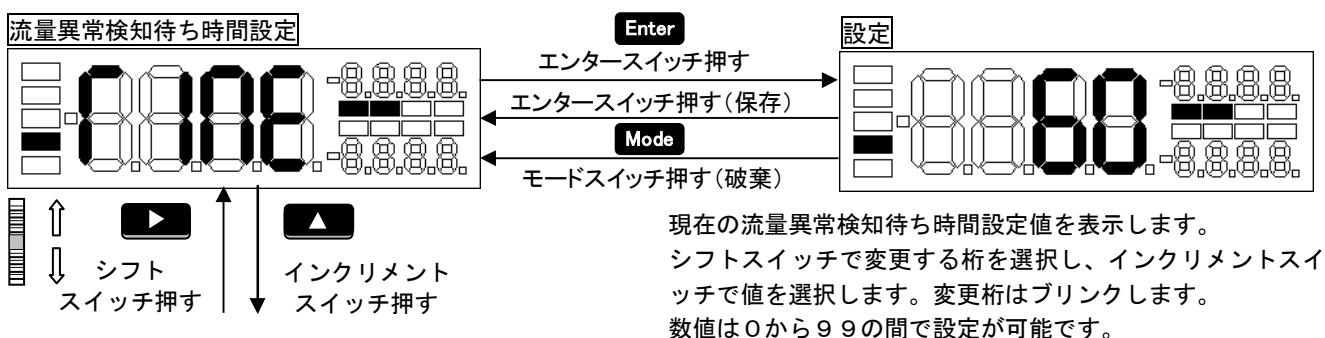 流量異常検知待ち時間設定
TIME
Enter
エンタースイッチ押す
エンタースイッチ押す（保存）
Mode
モードスイッチ押す（破棄）
設定
60
シフト
スイッチ押す
インクリメント
スイッチ押す
現在の流量異常検知待ち時間設定値を表示します。
シフトスイッチで変更する桁を選択し、インクリメントスイ
ッチで値を選択します。変更桁はブリンクします。
数値は０から９９の間で設定が可能です。